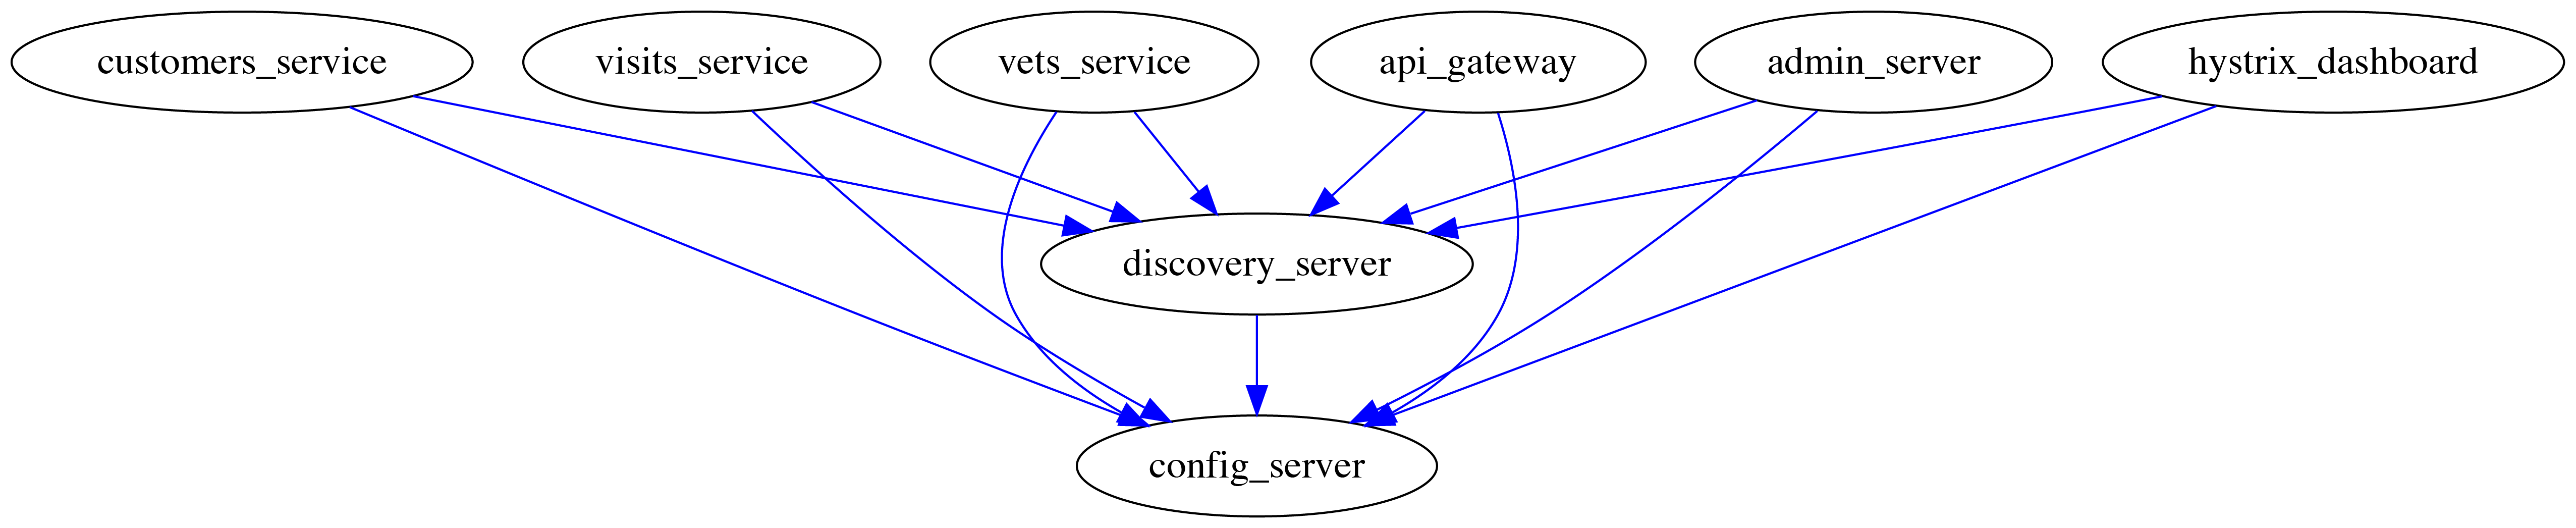 customers_service
visits_service
vets_service
api_gateway
admin_server
hystrix_dashboard
discovery_server
config_server